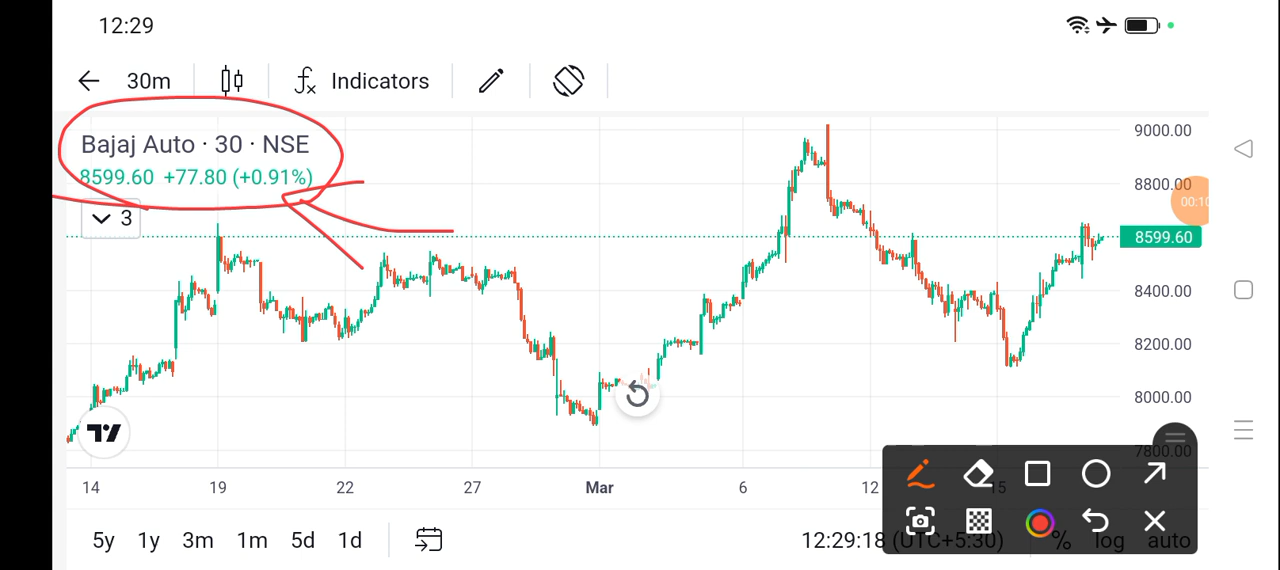 12:29
30m
Indicators
Bajaj Auto · 30 · NSE
8599.60 +77.80 (+0.91%)
3
9000.00
8800.00
00:10
8599.60
8400.00
8200.00
8000.00
7800.00
14 19 22 27 Mar 6 12 15
5y 1y 3m 1m 5d 1d
12:29:18 (UTC+5:30) % log auto